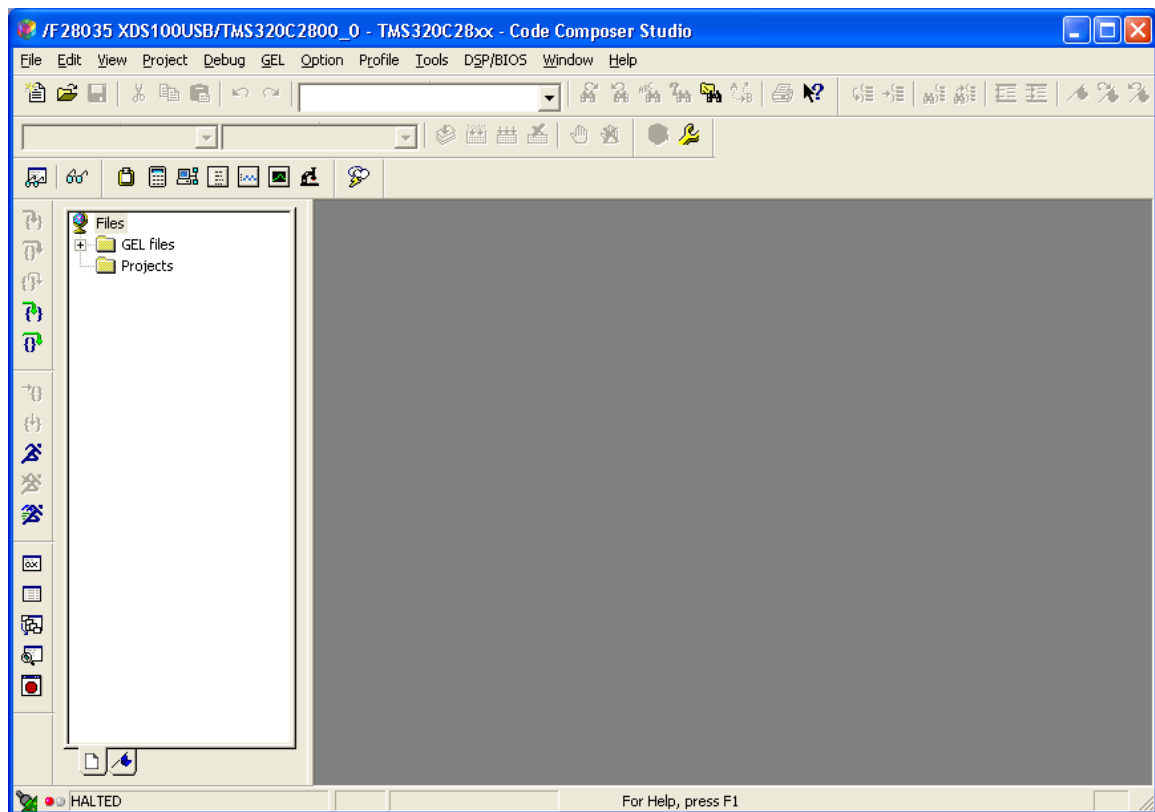 /F28035 XDS100USB/TMS320C2800_0 - TMS320C28xx - Code Composer Studio
File Edit View Project Debug GEL Option Profile Tools DSP/BIOS Window Help
Files
GEL files
Projects
HALTED For Help, press F1